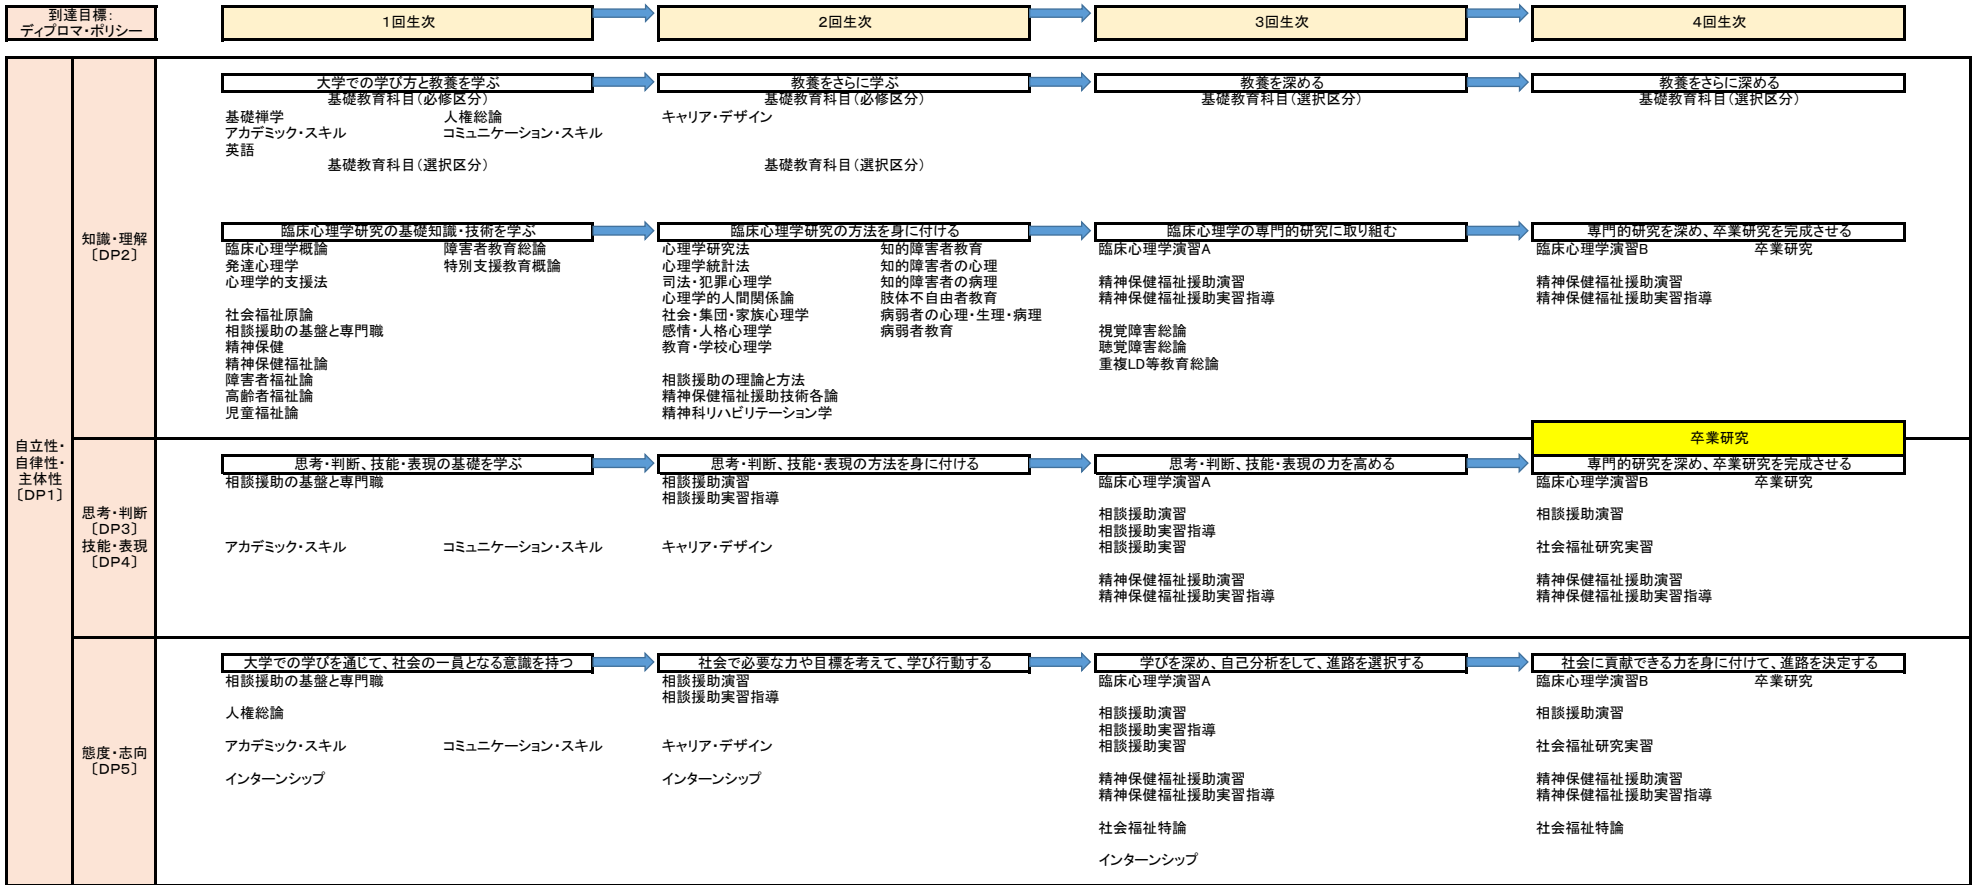 到達目標:
ディプロマ・ポリシー
1回生次
2回生次
3回生次
4回生次
自立性・
自律性・
主体性
〔DP1〕
知識・理解
〔DP2〕
大学での学び方と教養を学ぶ
教養をさらに学ぶ
教養を深める
教養をさらに深める
基礎教育科目(必修区分)
基礎教育科目(必修区分)
基礎教育科目(選択区分)
基礎教育科目(選択区分)
基礎禅学 人権総論 キャリア・デザイン
アカデミック・スキル コミュニケーション・スキル
英語
基礎教育科目(選択区分) 基礎教育科目(選択区分)
臨床心理学研究の基礎知識・技術を学ぶ
臨床心理学研究の方法を身に付ける
臨床心理学の専門的研究に取り組む
専門的研究を深め、卒業研究を完成させる
臨床心理学概論 障害者教育総論 心理学研究法 知的障害者教育 臨床心理学演習A 臨床心理学演習B 卒業研究
発達心理学 特別支援教育概論 心理学統計法 知的障害者の心理
心理学的支援法 司法・犯罪心理学 知的障害者の病理 精神保健福祉援助演習 精神保健福祉援助演習
心理学的人間関係論 肢体不自由者教育 精神保健福祉援助実習指導 精神保健福祉援助実習指導
社会福祉原論 社会・集団・家族心理学 病弱者の心理・生理・病理
相談援助の基盤と専門職 感情・人格心理学 病弱者教育 視覚障害総論
精神保健 教育・学校心理学 聴覚障害総論
精神保健福祉論 重複LD等教育総論
障害者福祉論 相談援助の理論と方法
高齢者福祉論 精神保健福祉援助技術各論
児童福祉論 精神科リハビリテーション学
卒業研究
思考・判断
〔DP3〕
技能・表現
〔DP4〕
思考・判断、技能・表現の基礎を学ぶ
思考・判断、技能・表現の方法を身に付ける
思考・判断、技能・表現の力を高める
専門的研究を深め、卒業研究を完成させる
相談援助の基盤と専門職 相談援助演習 臨床心理学演習A 臨床心理学演習B 卒業研究
相談援助実習指導
相談援助演習 相談援助演習
相談援助実習指導
アカデミック・スキル コミュニケーション・スキル キャリア・デザイン 相談援助実習 社会福祉研究実習
精神保健福祉援助演習 精神保健福祉援助演習
精神保健福祉援助実習指導 精神保健福祉援助実習指導
態度・志向
〔DP5〕
大学での学びを通じて、社会の一員となる意識を持つ
社会で必要な力や目標を考えて、学び行動する
学びを深め、自己分析をして、進路を選択する
社会に貢献できる力を身に付けて、進路を決定する
相談援助の基盤と専門職 相談援助演習 臨床心理学演習A 臨床心理学演習B 卒業研究
相談援助実習指導
人権総論 相談援助演習 相談援助演習
相談援助実習指導
アカデミック・スキル コミュニケーション・スキル キャリア・デザイン 相談援助実習 社会福祉研究実習
インターンシップ インターンシップ 精神保健福祉援助演習 精神保健福祉援助演習
精神保健福祉援助実習指導 精神保健福祉援助実習指導
社会福祉特論 社会福祉特論
インターンシップ